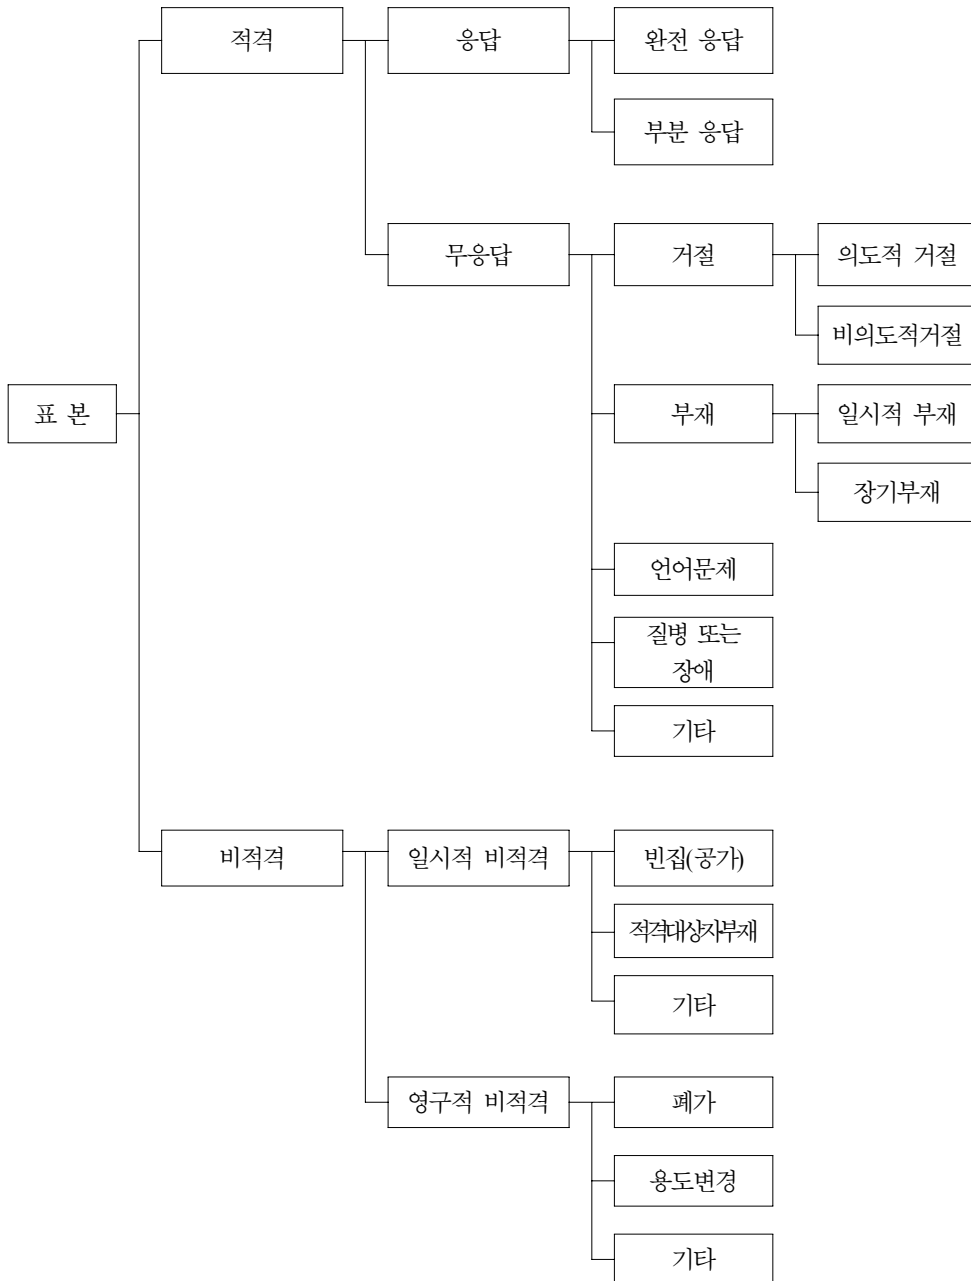 적격
응답
완전 응답
부분 응답
무응답
거절
의도적 거절
비의도적거절
표 본
부재
일시적 부재
장기부재
언어문제
질병 또는
장애
기타
비적격
일시적 비적격
빈집(공가)
적격대상자부재
기타
영구적 비적격
폐가
용도변경
기타